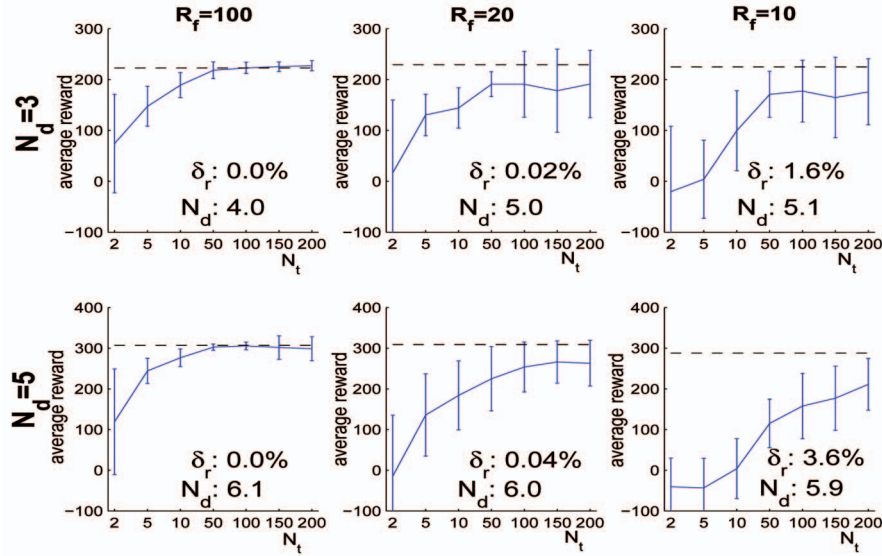 R_f=100 R_f=20 R_f=10
N_d=3
average reward
300
200
100
0
−100
δ_r: 0.0%
N_d: 4.0
2 5 10 50 100 150 200
N_t
average reward
300
200
100
0
−100
δ_r: 0.02%
N_d: 5.0
2 5 10 50 100 150 200
N_t
average reward
300
200
100
0
−100
δ_r: 1.6%
N_d: 5.1
2 5 10 50 100 150 200
N_t
N_d=5
average reward
400
300
200
100
0
−100
δ_r: 0.0%
N_d: 6.1
2 5 10 50 100 150 200
N_t
average reward
400
300
200
100
0
−100
δ_r: 0.04%
N_d: 6.0
2 5 10 50 100 150 200
N_t
average reward
400
300
200
100
0
−100
δ_r: 3.6%
N_d: 5.9
2 5 10 50 100 150 200
N_t